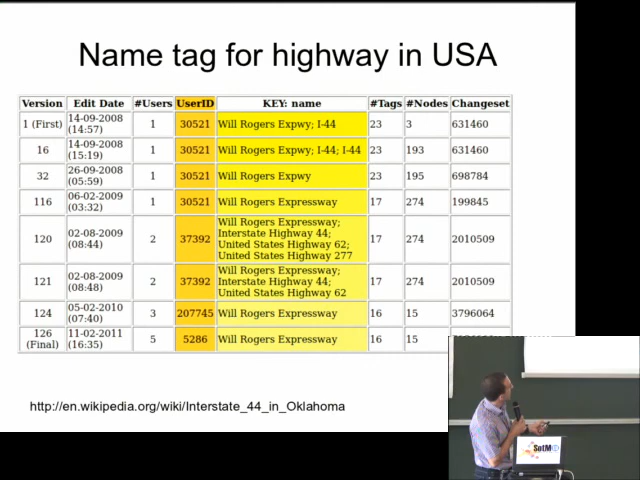 Name tag for highway in USA
Version Edit Date #Users UserID KEY: name #Tags #Nodes Changeset
1 (First) 14-09-2008 (14:57) 1 30521 Will Rogers Expwy; I-44 23 3 631460
16 14-09-2008 (15:19) 1 30521 Will Rogers Expwy; I-44; I-44 23 193 631460
32 26-09-2008 (05:59) 1 30521 Will Rogers Expwy 23 195 698784
116 06-02-2009 (03:32) 1 30521 Will Rogers Expressway 17 274 199845
120 02-08-2009 (08:44) 2 37392 Will Rogers Expressway; Interstate Highway 44; United States Highway 62; United States Highway 277 17 274 2010509
121 02-08-2009 (08:48) 2 37392 Will Rogers Expressway; Interstate Highway 44; United States Highway 62 17 274 2010509
124 05-02-2010 (07:40) 3 207745 Will Rogers Expressway 16 15 3796064
126 (Final) 11-02-2011 (16:35) 5 5286 Will Rogers Expressway 16 15
http://en.wikipedia.org/wiki/Interstate_44_in_Oklahoma
SotM